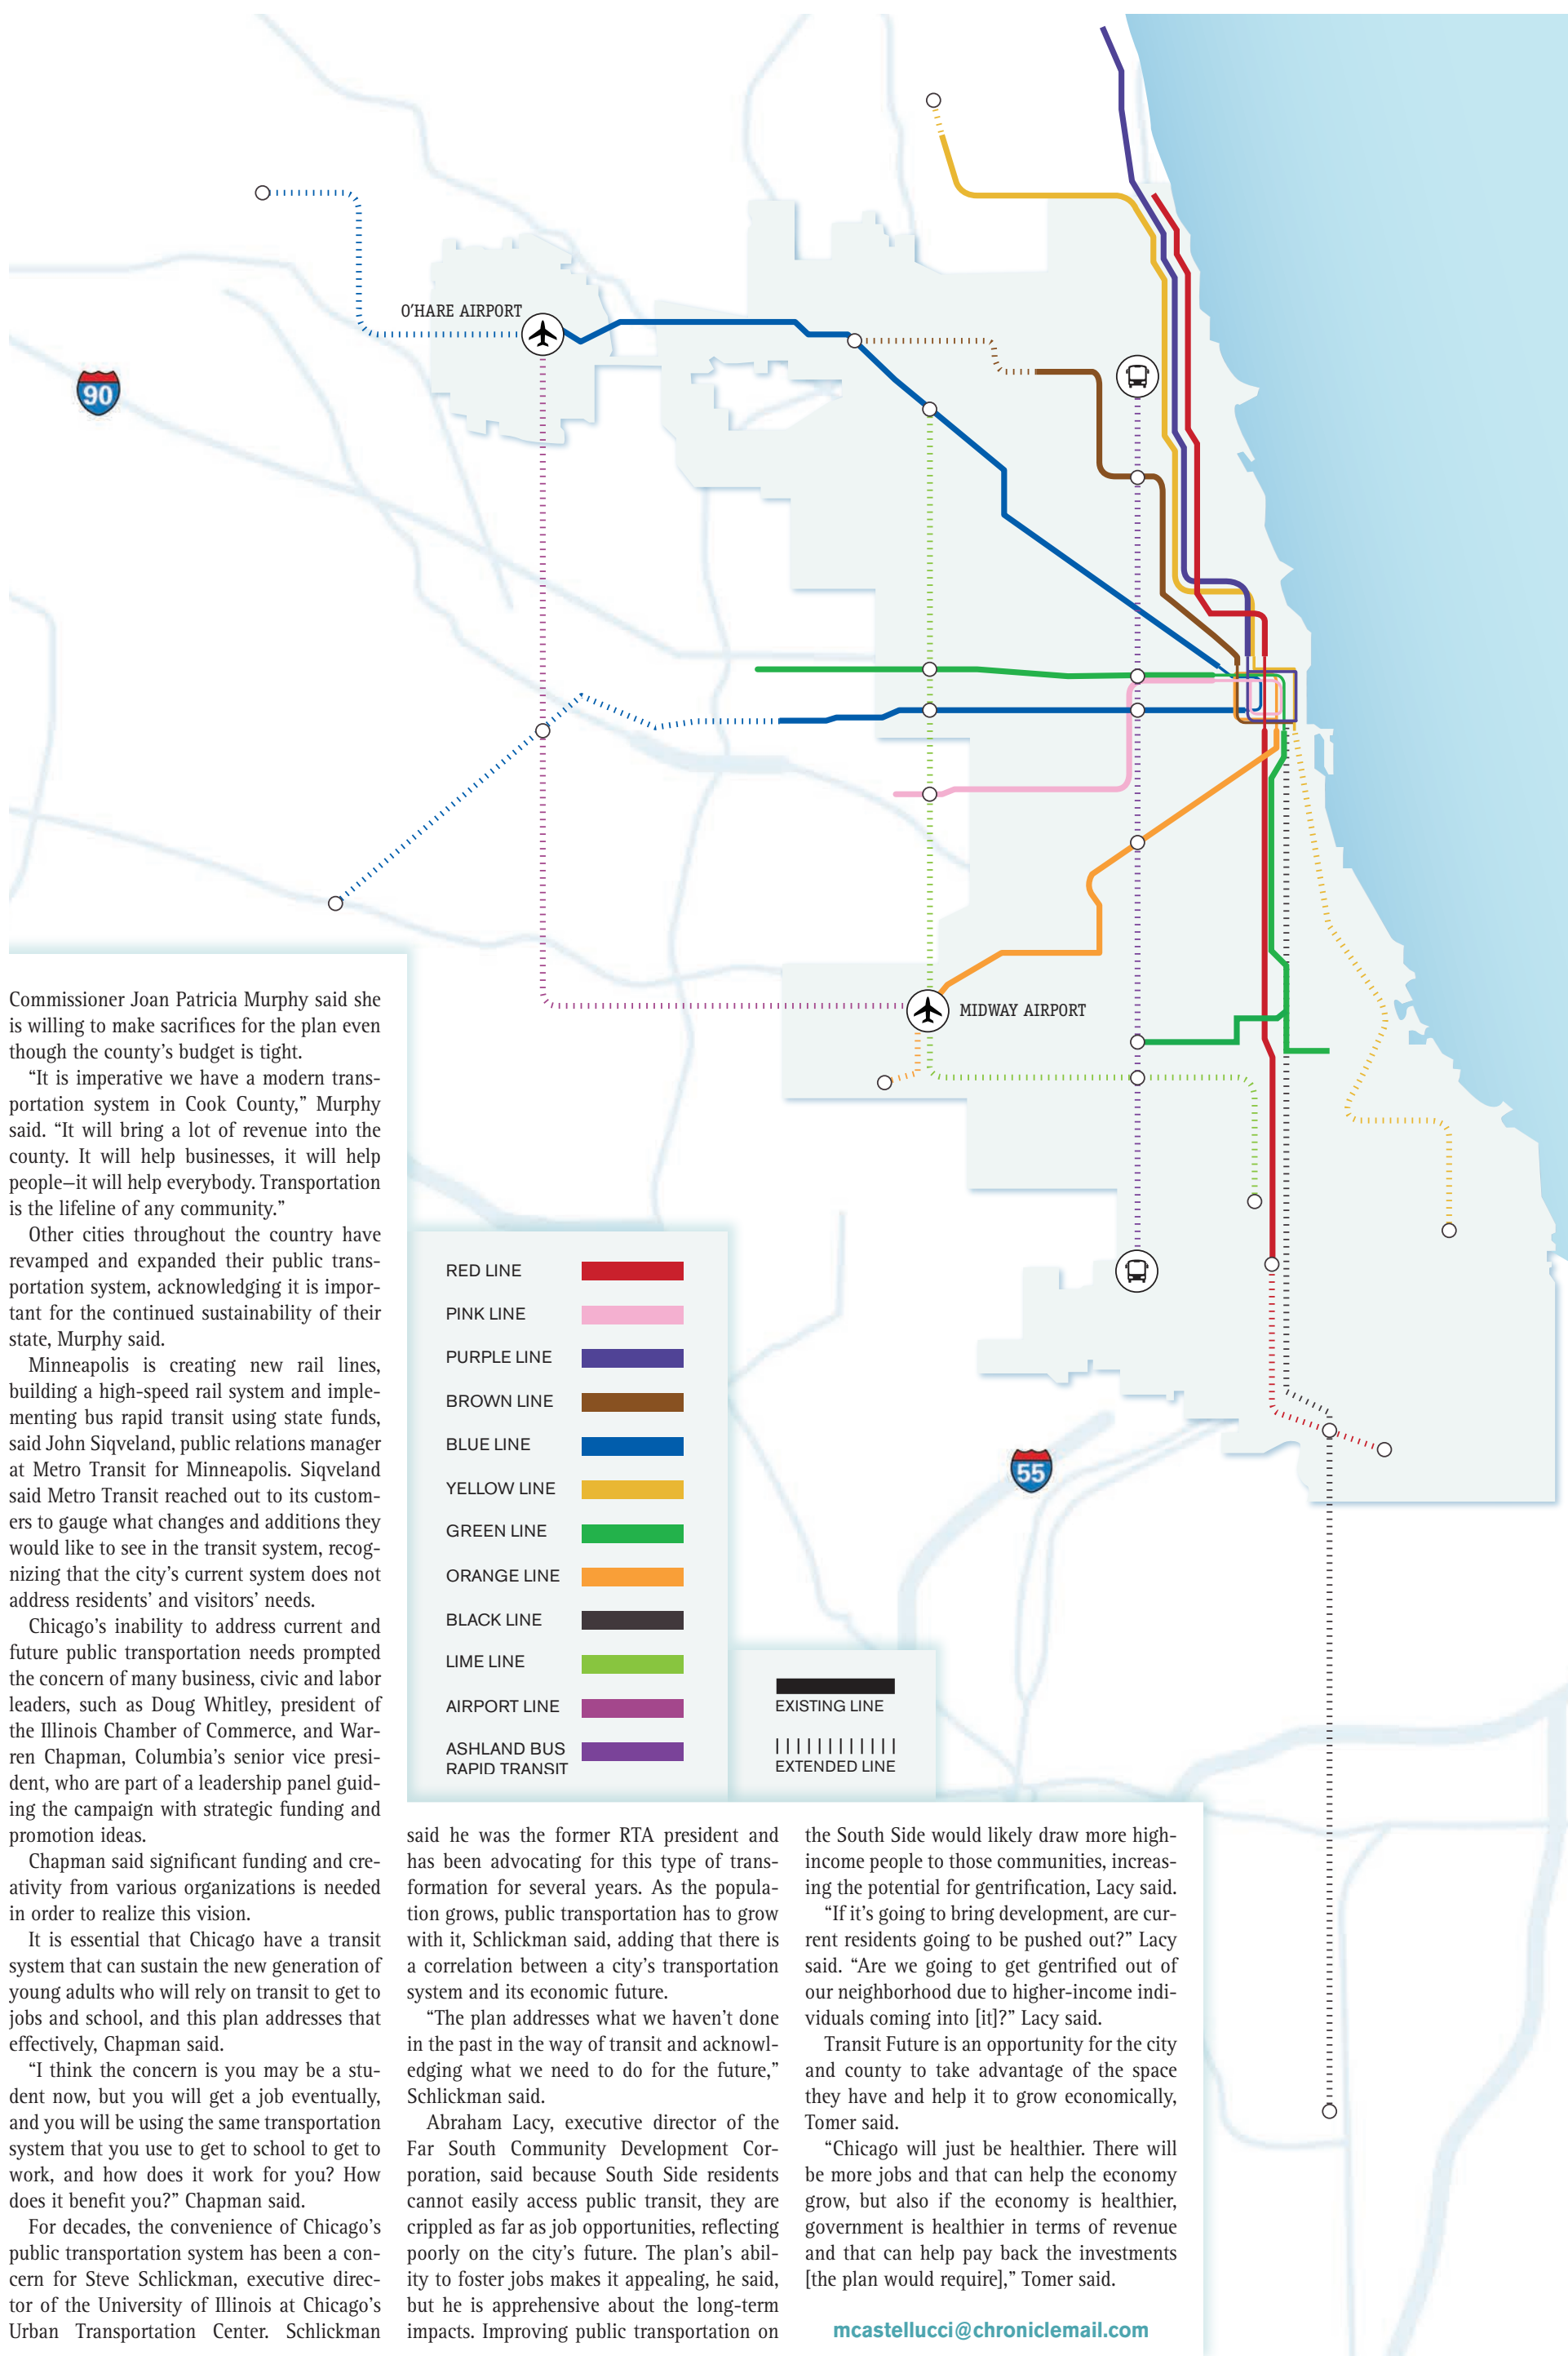 O'HARE AIRPORT
90
MIDWAY AIRPORT
Commissioner Joan Patricia Murphy said she
is willing to make sacrifices for the plan even
though the county's budget is tight.
“It is imperative we have a modern trans-
portation system in Cook County,” Murphy
said. “It will bring a lot of revenue into the
county. It will help businesses, it will help
people—it will help everybody. Transportation
is the lifeline of any community.”
Other cities throughout the country have
revamped and expanded their public trans-
portation system, acknowledging it is impor-
tant for the continued sustainability of their
state, Murphy said.
Minneapolis is creating new rail lines,
building a high-speed rail system and imple-
menting bus rapid transit using state funds,
said John Siqveland, public relations manager
at Metro Transit for Minneapolis. Siqveland
said Metro Transit reached out to its custom-
ers to gauge what changes and additions they
would like to see in the transit system, recog-
nizing that the city's current system does not
address residents' and visitors' needs.
Chicago's inability to address current and
future public transportation needs prompted
the concern of many business, civic and labor
leaders, such as Doug Whitley, president of
the Illinois Chamber of Commerce, and War-
ren Chapman, Columbia's senior vice presi-
dent, who are part of a leadership panel guid-
ing the campaign with strategic funding and
promotion ideas.
Chapman said significant funding and cre-
ativity from various organizations is needed
in order to realize this vision.
It is essential that Chicago have a transit
system that can sustain the new generation of
young adults who will rely on transit to get to
jobs and school, and this plan addresses that
effectively, Chapman said.
“I think the concern is you may be a stu-
dent now, but you will get a job eventually,
and you will be using the same transportation
system that you use to get to school to get to
work, and how does it work for you? How
does it benefit you?” Chapman said.
For decades, the convenience of Chicago's
public transportation system has been a con-
cern for Steve Schlickman, executive direc-
tor of the University of Illinois at Chicago's
Urban Transportation Center. Schlickman
RED LINE
PINK LINE
PURPLE LINE
BROWN LINE
BLUE LINE
YELLOW LINE
GREEN LINE
ORANGE LINE
BLACK LINE
LIME LINE
AIRPORT LINE
ASHLAND BUS
RAPID TRANSIT
55
EXISTING LINE
EXTENDED LINE
said he was the former RTA president and
has been advocating for this type of trans-
formation for several years. As the popula-
tion grows, public transportation has to grow
with it, Schlickman said, adding that there is
a correlation between a city's transportation
system and its economic future.
“The plan addresses what we haven't done
in the past in the way of transit and acknowl-
edging what we need to do for the future,”
Schlickman said.
Abraham Lacy, executive director of the
Far South Community Development Cor-
poration, said because South Side residents
cannot easily access public transit, they are
crippled as far as job opportunities, reflecting
poorly on the city's future. The plan's abil-
ity to foster jobs makes it appealing, he said,
but he is apprehensive about the long-term
impacts. Improving public transportation on
the South Side would likely draw more high-
income people to those communities, increas-
ing the potential for gentrification, Lacy said.
“If it's going to bring development, are cur-
rent residents going to be pushed out?” Lacy
said. “Are we going to get gentrified out of
our neighborhood due to higher-income indi-
viduals coming into [it]?” Lacy said.
Transit Future is an opportunity for the city
and county to take advantage of the space
they have and help it to grow economically,
Tomer said.
“Chicago will just be healthier. There will
be more jobs and that can help the economy
grow, but also if the economy is healthier,
government is healthier in terms of revenue
and that can help pay back the investments
[the plan would require],” Tomer said.
mcastellucci@chroniclemail.com